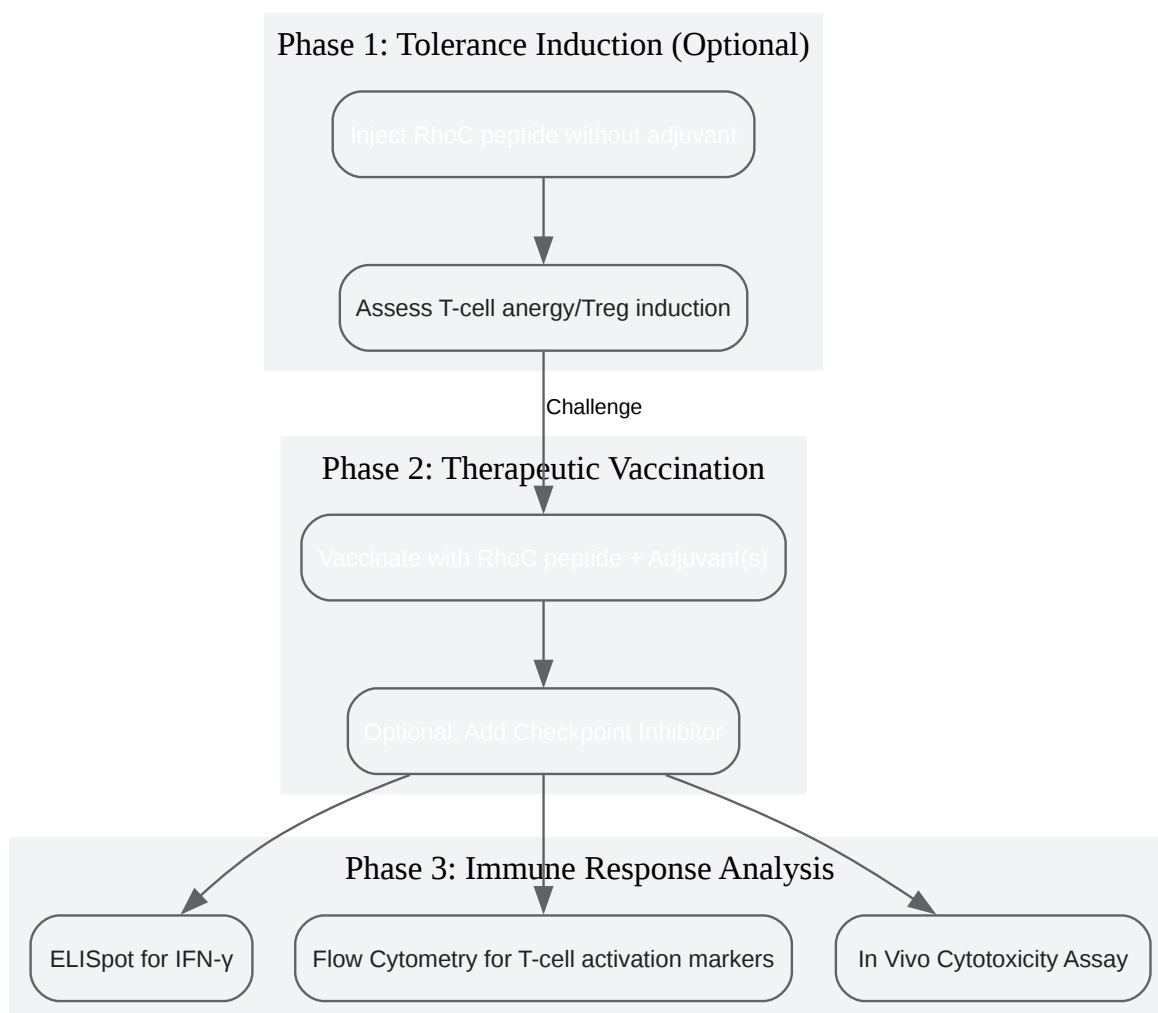 Phase 1: Tolerance Induction (Optional)
Inject RhoC peptide without adjuvant
Assess T-cell anergy/Treg induction
Challenge
Phase 2: Therapeutic Vaccination
Vaccinate with RhoC peptide + Adjuvant(s)
Optional: Add Checkpoint Inhibitor
Phase 3: Immune Response Analysis
ELISpot for IFN-γ
Flow Cytometry for T-cell activation markers
In Vivo Cytotoxicity Assay